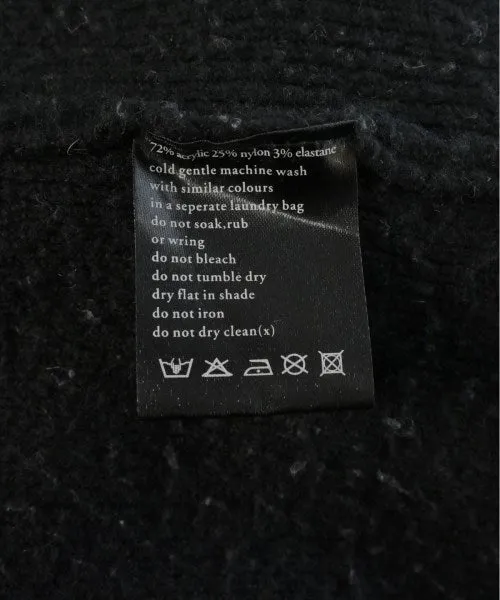 72% acrylic 25% nylon 3% elastane
cold gentle machine wash
with similar colours
in a seperate laundry bag
do not soak,rub
or wring
do not bleach
do not tumble dry
dry flat in shade
do not iron
do not dry clean(x)